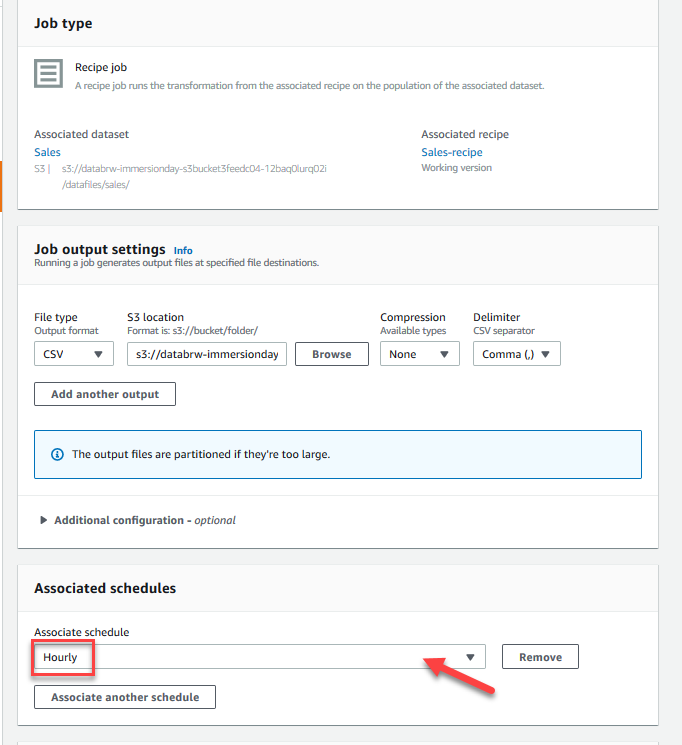 Job type
Recipe job
A recipe job runs the transformation from the associated recipe on the population of the associated dataset.
Associated dataset
Associated recipe
Sales
Sales-recipe
S3 | s3://databrw-immersionday-s3bucket3feedc04-12baq0lurq02i
Working version
/datafiles/sales/
Job output settings Info
Running a job generates output files at specified file destinations.
File type
S3 location
Compression
Delimiter
Output format
Format is: s3://bucket/folder/
Available types
CSV separator
CSV
s3://databrw-immersionday
Browse
None
Comma (,)
Add another output
The output files are partitioned if they're too large.
Additional configuration - optional
Associated schedules
Associate schedule
Hourly
Remove
Associate another schedule